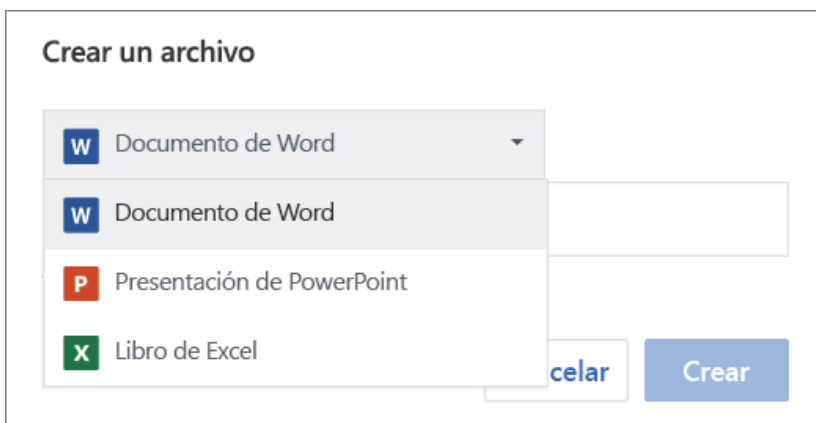 Crear un archivo
W Documento de Word
W Documento de Word
P Presentación de PowerPoint
X Libro de Excel
celar Crear